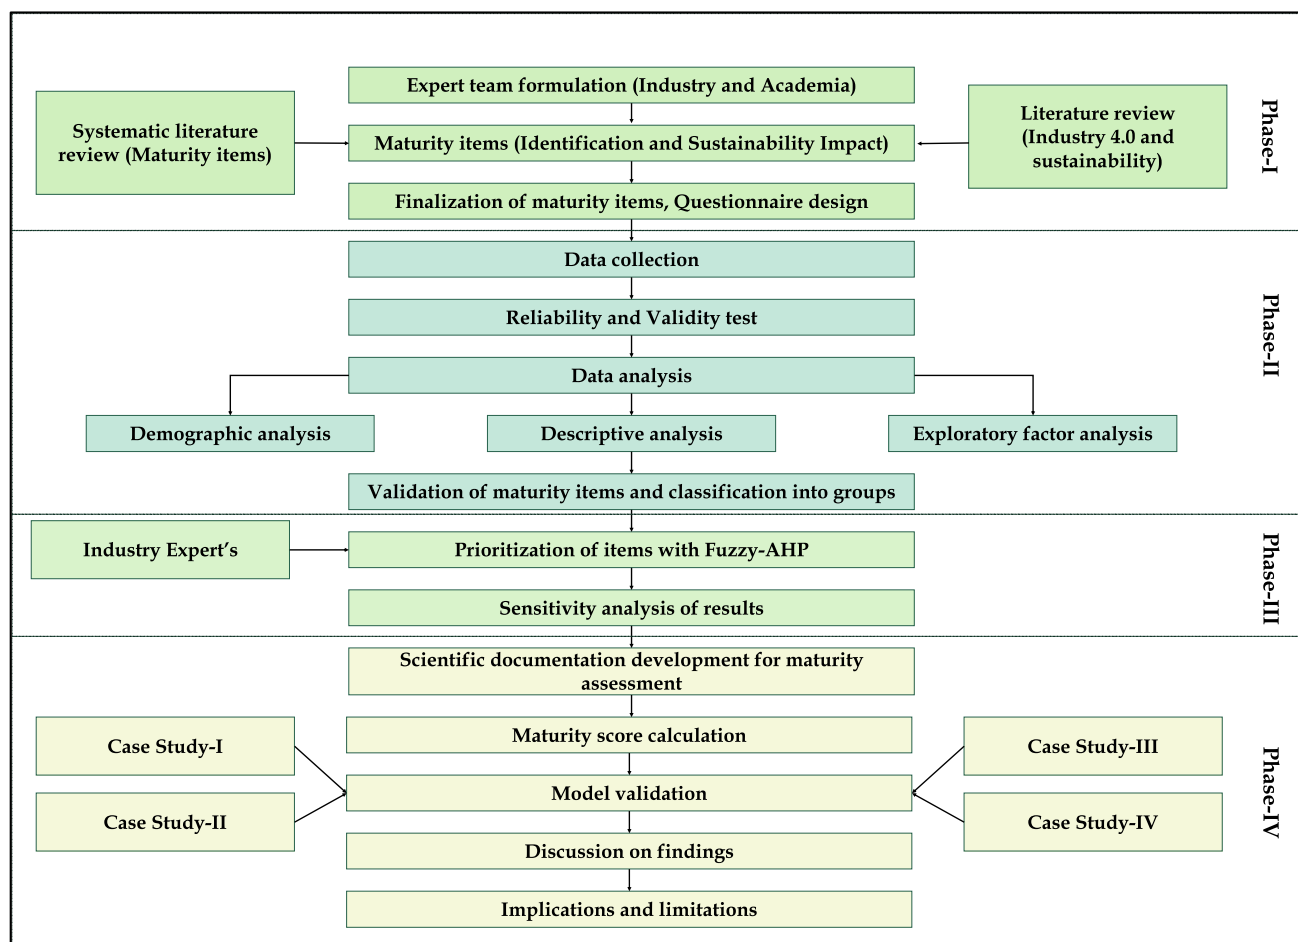 Expert team formulation (Industry and Academia)
Systematic literature
review (Maturity items)
Maturity items (Identification and Sustainability Impact)
Literature review
(Industry 4.0 and
sustainability)
Finalization of maturity items, Questionnaire design
Phase-I
Data collection
Reliability and Validity test
Data analysis
Demographic analysis
Descriptive analysis
Exploratory factor analysis
Validation of maturity items and classification into groups
Phase-II
Industry Expert’s
Prioritization of items with Fuzzy-AHP
Sensitivity analysis of results
Phase-III
Scientific documentation development for maturity
assessment
Maturity score calculation
Case Study-I
Case Study-II
Model validation
Case Study-III
Case Study-IV
Discussion on findings
Implications and limitations
Phase-IV